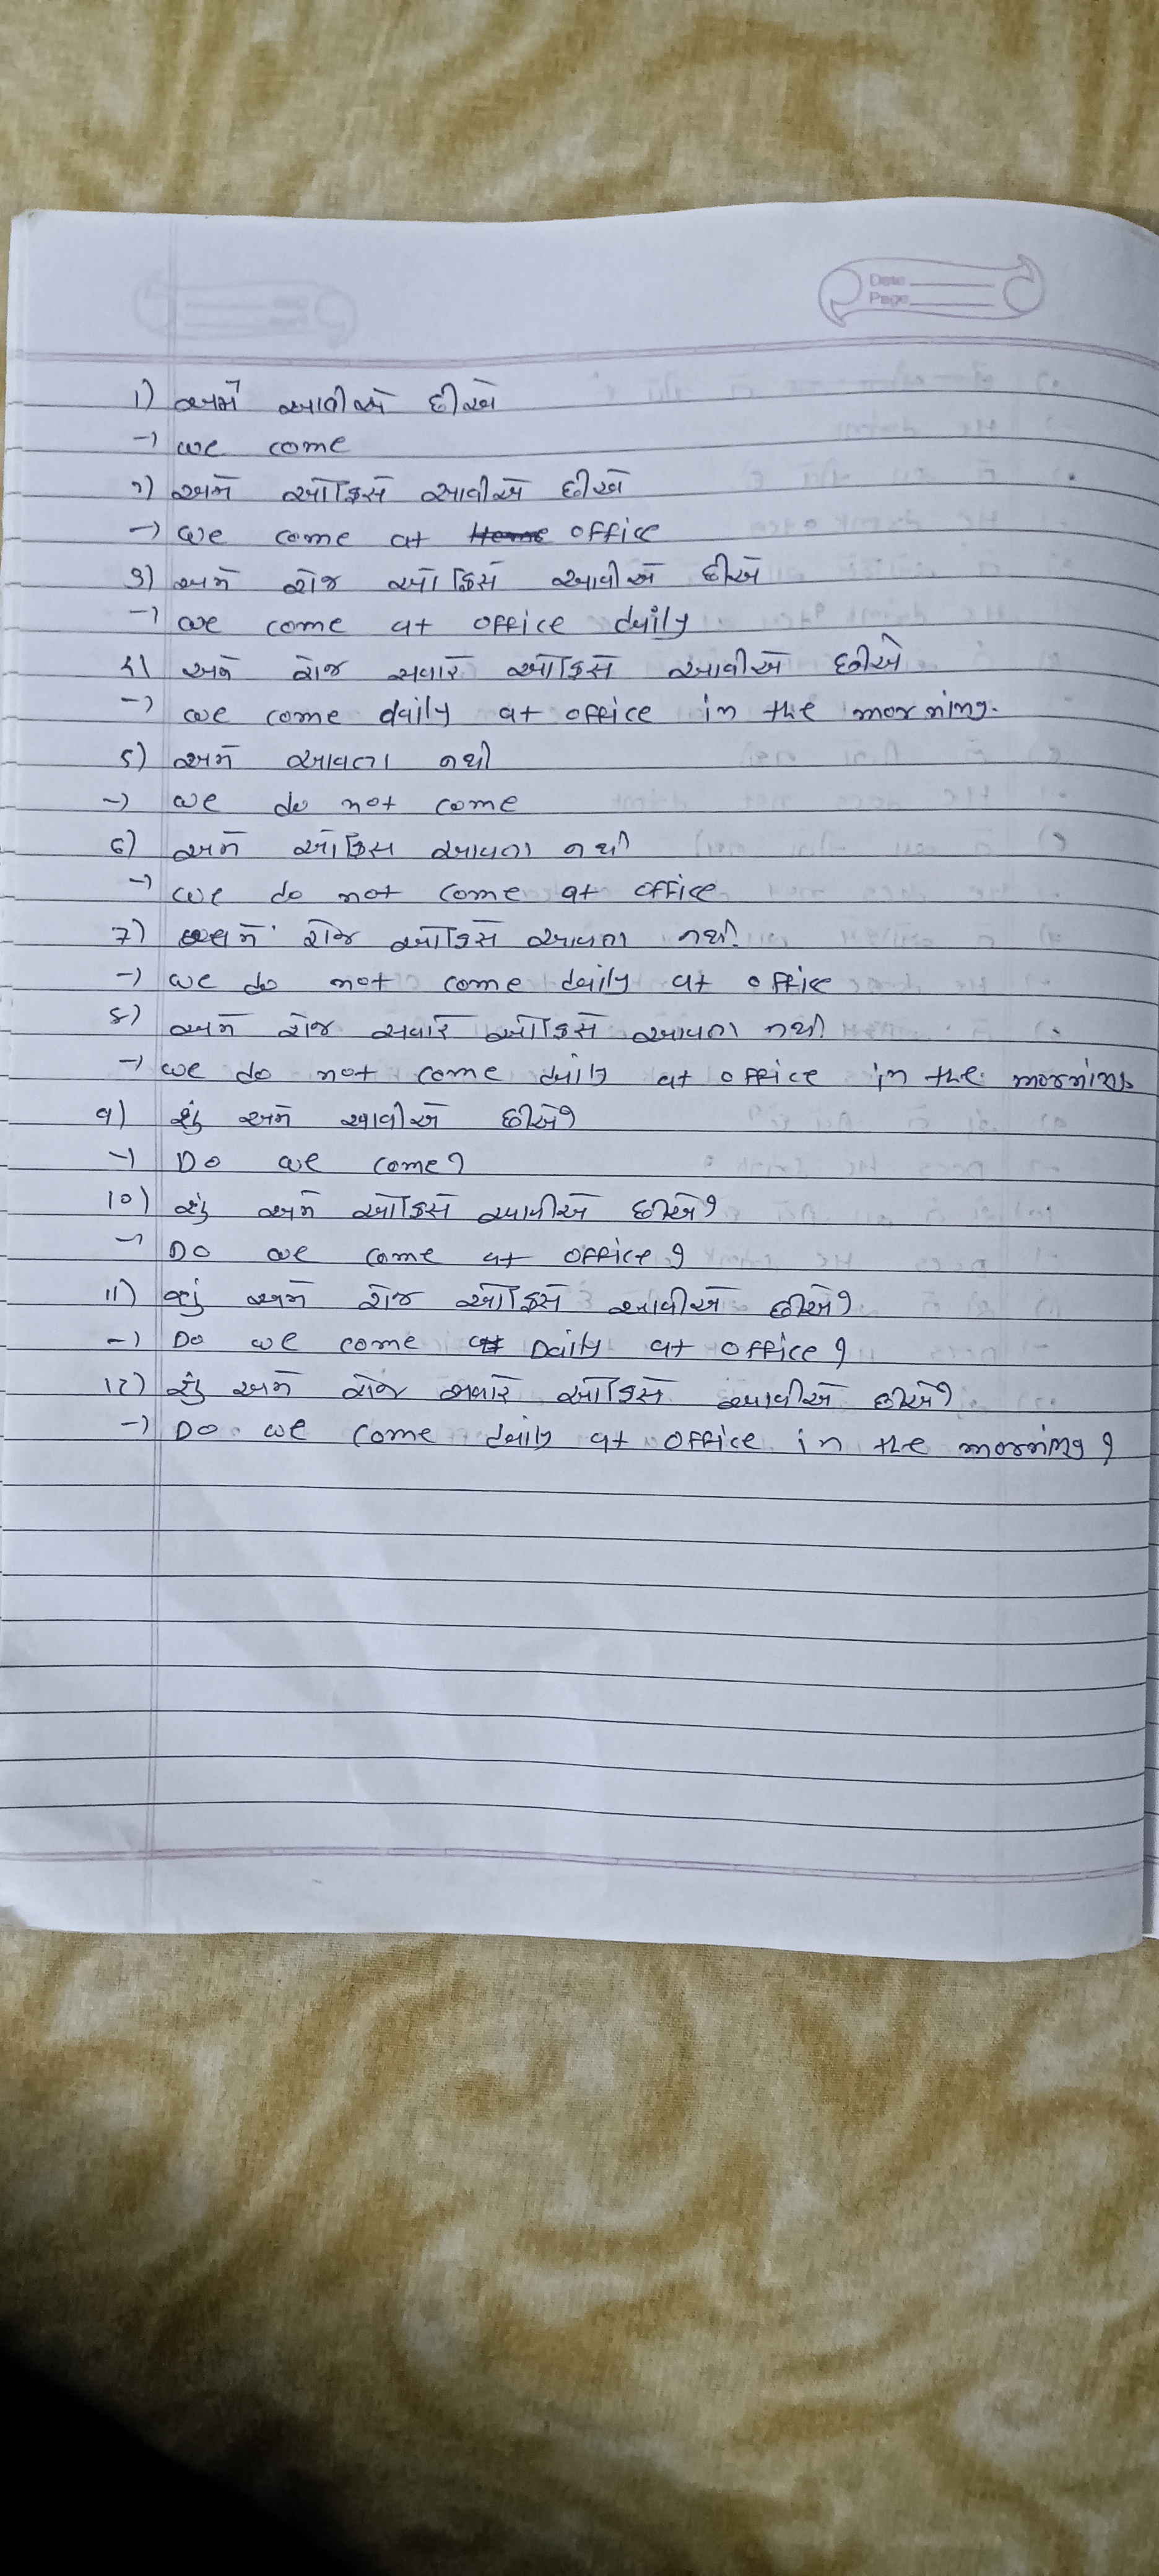 Date
Page
1) અમે આવીએ છીએ
→ we come
૨) અમે ઓફિસે આવીએ છીએ
→ we come at Home office
૩) અમે રોજ ઓફિસે આવીએ છીએ
→ we come at office daily
૪) અમે રોજ સવારે ઓફિસે આવીએ છીએ
→ we come daily at office in the morning.
૬) અમે આવતા નથી
→ we do not come
6) અમે ઓફિસ આવતા નથી
→ we do not come at office
7) અમે રોજ ઓફિસે આવતા નથી.
→ we do not come daily at office
8) અમે રોજ સવારે ઓફિસે આવતા નથી
→ we do not come daily at office in the morning
9) શું અમે આવીએ છીએ?
→ Do we come?
10) શું અમે ઓફિસે આવીએ છીએ?
→ Do we come at office?
11) શું અમે રોજ ઓફિસે આવીએ છીએ?
→ Do we come at Daily at office?
12) શું અમે રોજ સવારે ઓફિસે આવીએ છીએ?
→ Do we come daily at office in the morning?